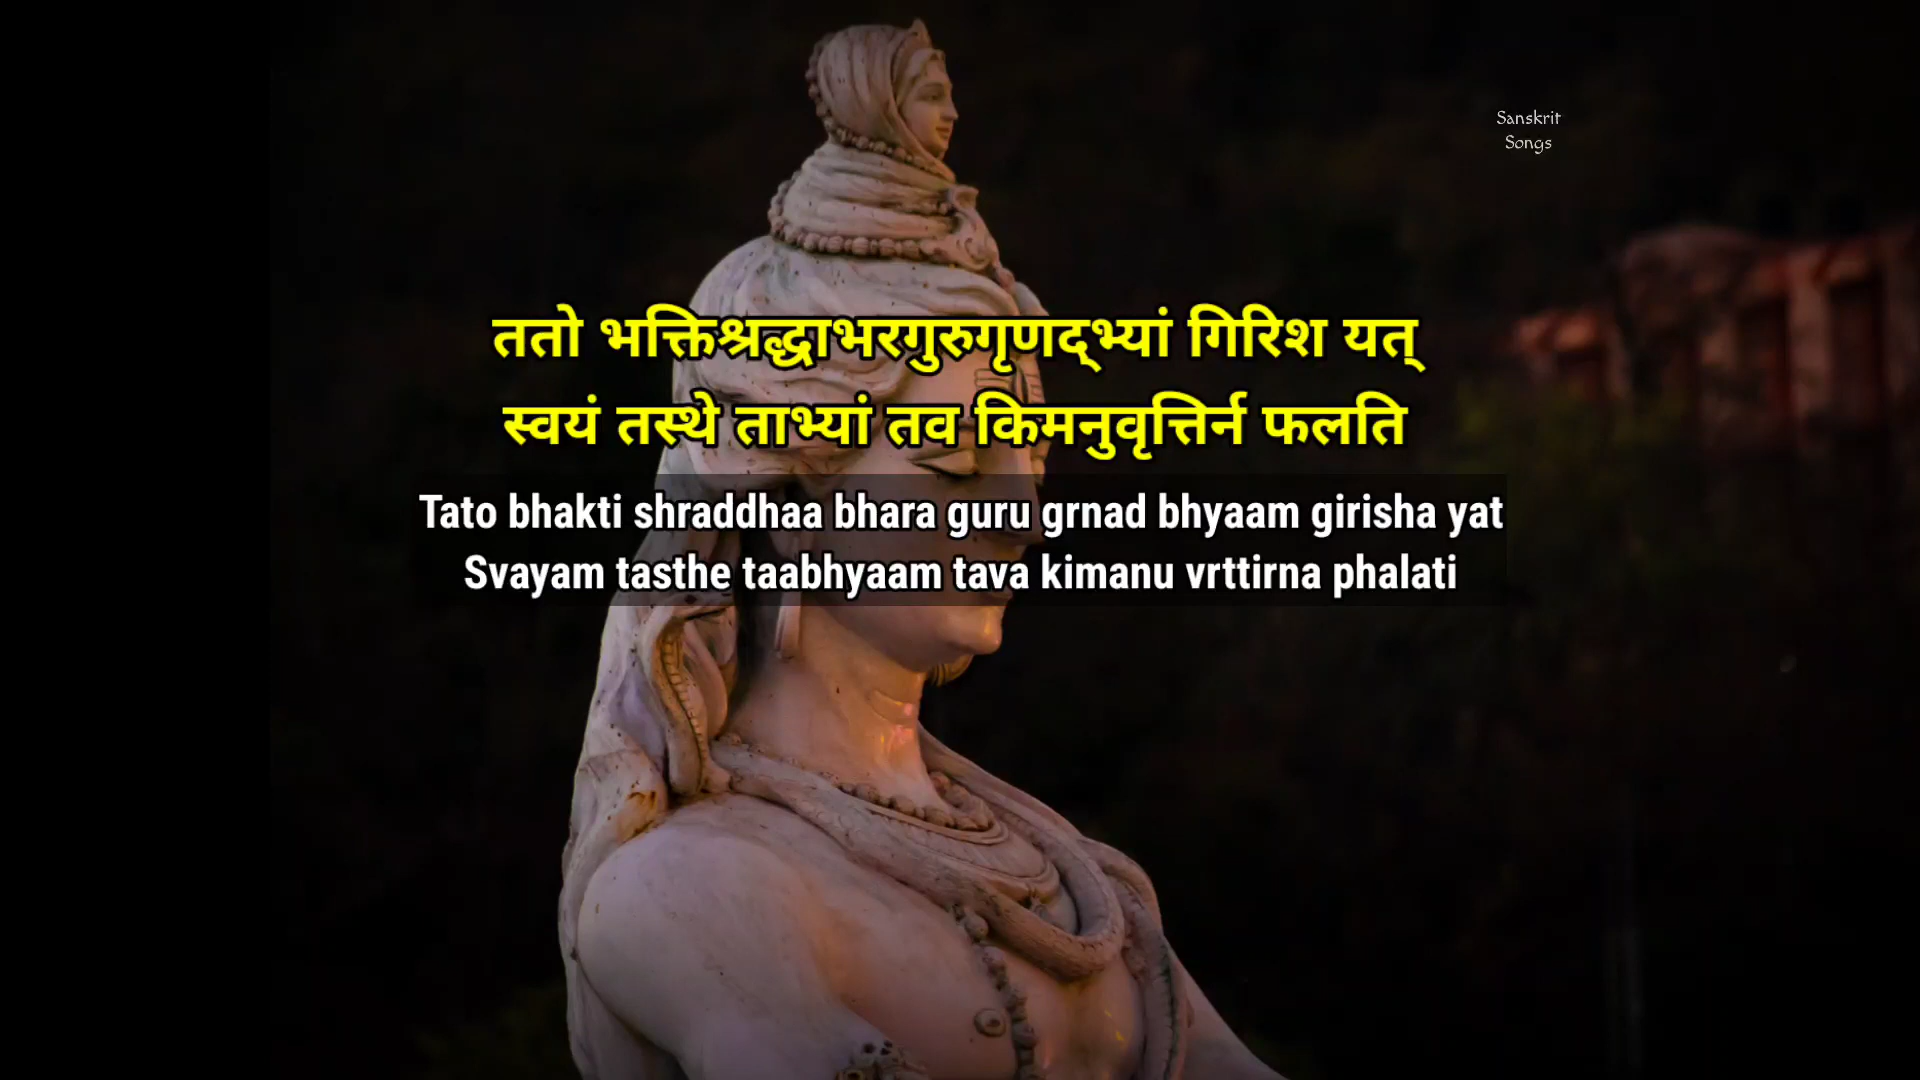 Sanskrit
Songs
ततो भक्तिश्रद्धाभरगुरुगृणद्भ्यां गिरिश यत्
स्वयं तस्थे ताभ्यां तव किमनुवृत्तिर्न फलति
Tato bhakti shraddhaa bhara guru grnad bhyaam girisha yat
Svayam tasthe taabhyaam tava kimanu vrttirna phalati